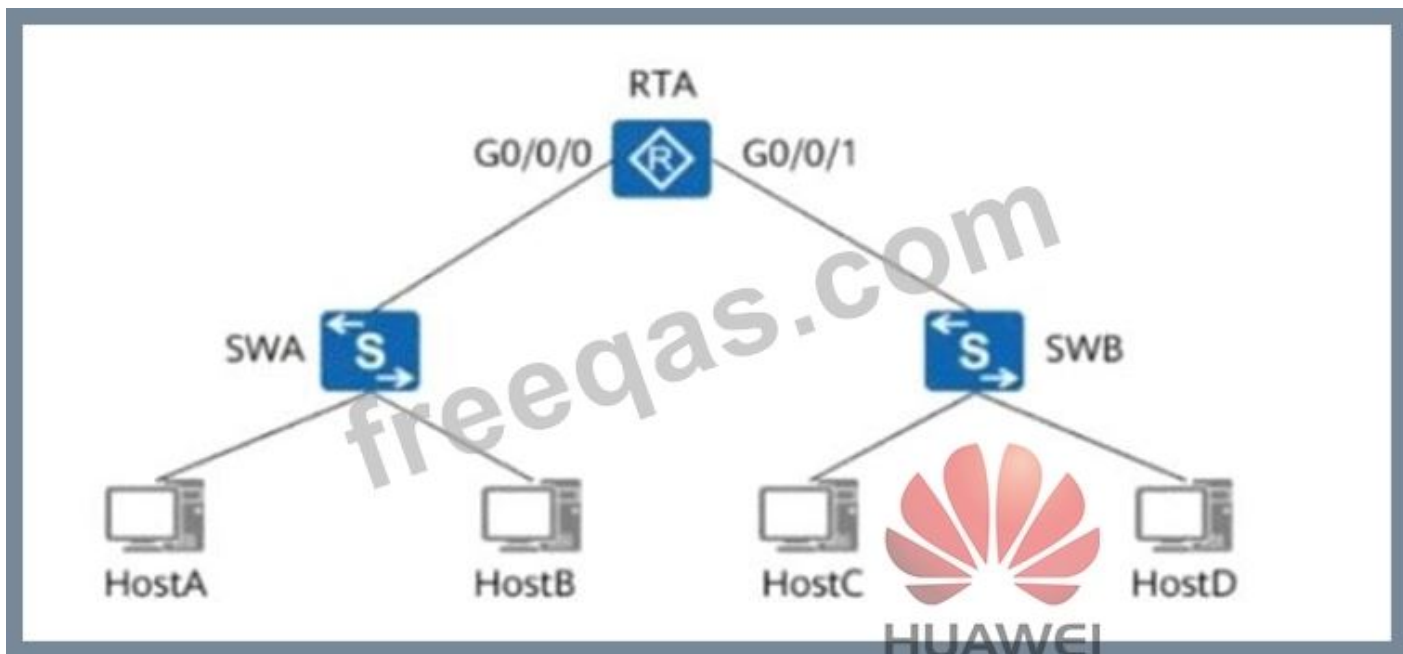 RTA
G0/0/0
G0/0/1
freeqas.com
SWA
S
S
SWB
R
HostA
HostB
HostC
HostD
HUAWEI